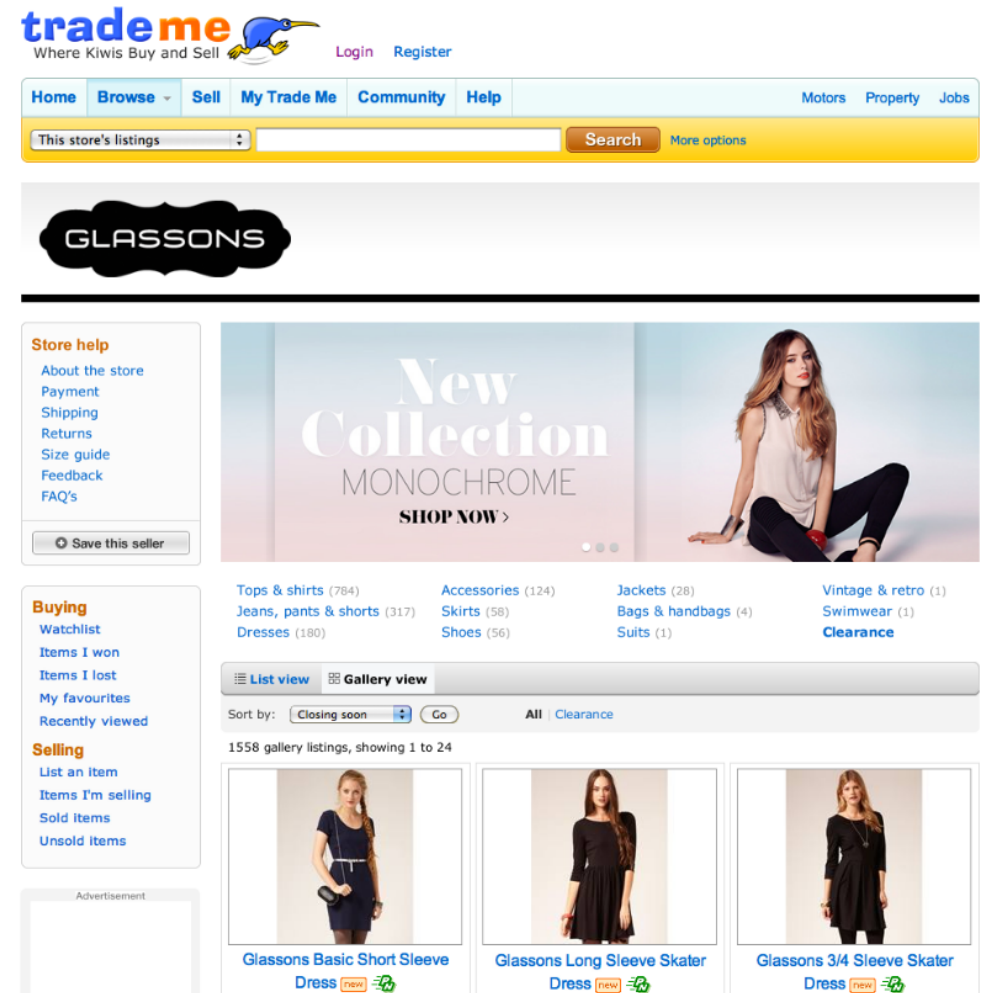 trademe
Where Kiwis Buy and Sell
Login Register
Home Browse Sell My Trade Me Community Help Motors Property Jobs
This store's listings Search More options
GLASSONS
Store help
About the store
Payment
Shipping
Returns
Size guide
Feedback
FAQ's
Save this seller
Buying
Watchlist
Items I won
Items I lost
My favourites
Recently viewed
Selling
List an item
Items I'm selling
Sold items
Unsold items
Advertisement
New
Collection
MONOCHROME
SHOP NOW >
Tops & shirts (784) Accessories (124) Jackets (28) Vintage & retro (1)
Jeans, pants & shorts (317) Skirts (58) Bags & handbags (4) Swimwear (1)
Dresses (180) Shoes (56) Suits (1) Clearance
List view Gallery view
Sort by: Closing soon Go All | Clearance
1558 gallery listings, showing 1 to 24
Glassons Basic Short Sleeve
Dress new PN
Glassons Long Sleeve Skater
Dress new PN
Glassons 3/4 Sleeve Skater
Dress new PN